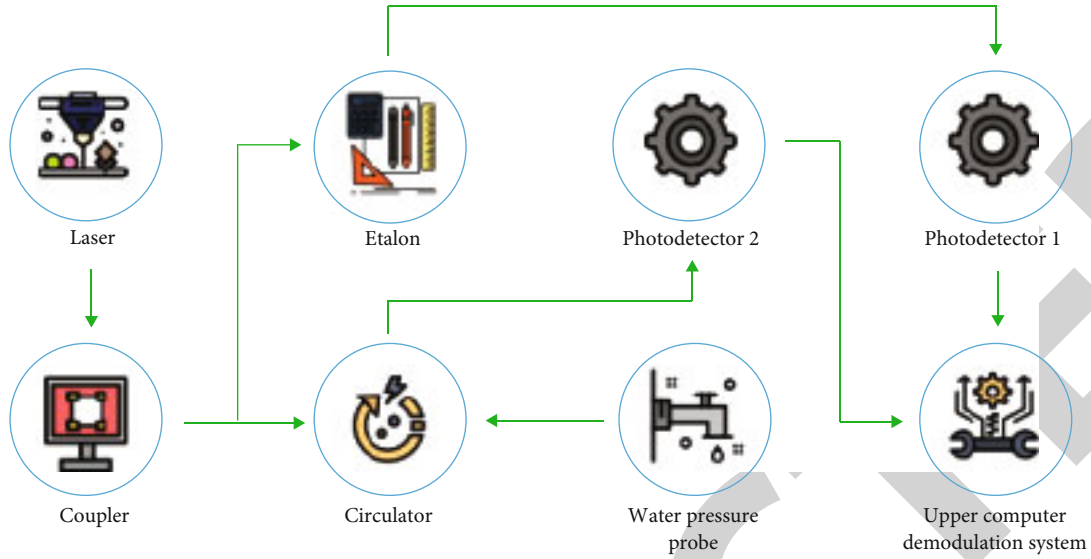 Laser
Etalon
Photodetector 2
Photodetector 1
Coupler
Circulator
Water pressure
probe
Upper computer
demodulation system